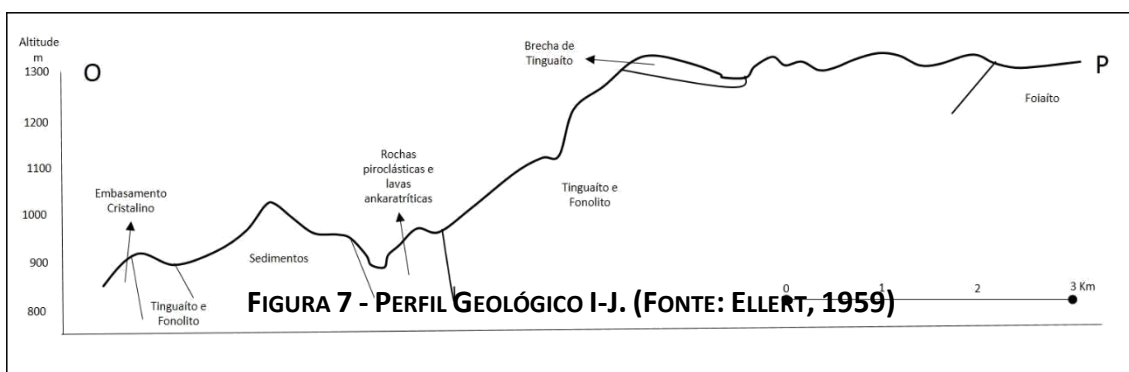 Altitude
m
1300
1200
1100
1000
900
800
O
P
Brecha de
Tinguaíto
Foiaíto
Rochas
piroclásticas e
lavas
ankaratríticas
Tinguaíto e
Fonolito
Embasamento
Cristalino
Sedimentos
Tinguaíto e
Fonolito
0
1
2
3 Km
FIGURA 7 - PERFIL GEOLÓGICO I-J. (FONTE: ELLERT, 1959)